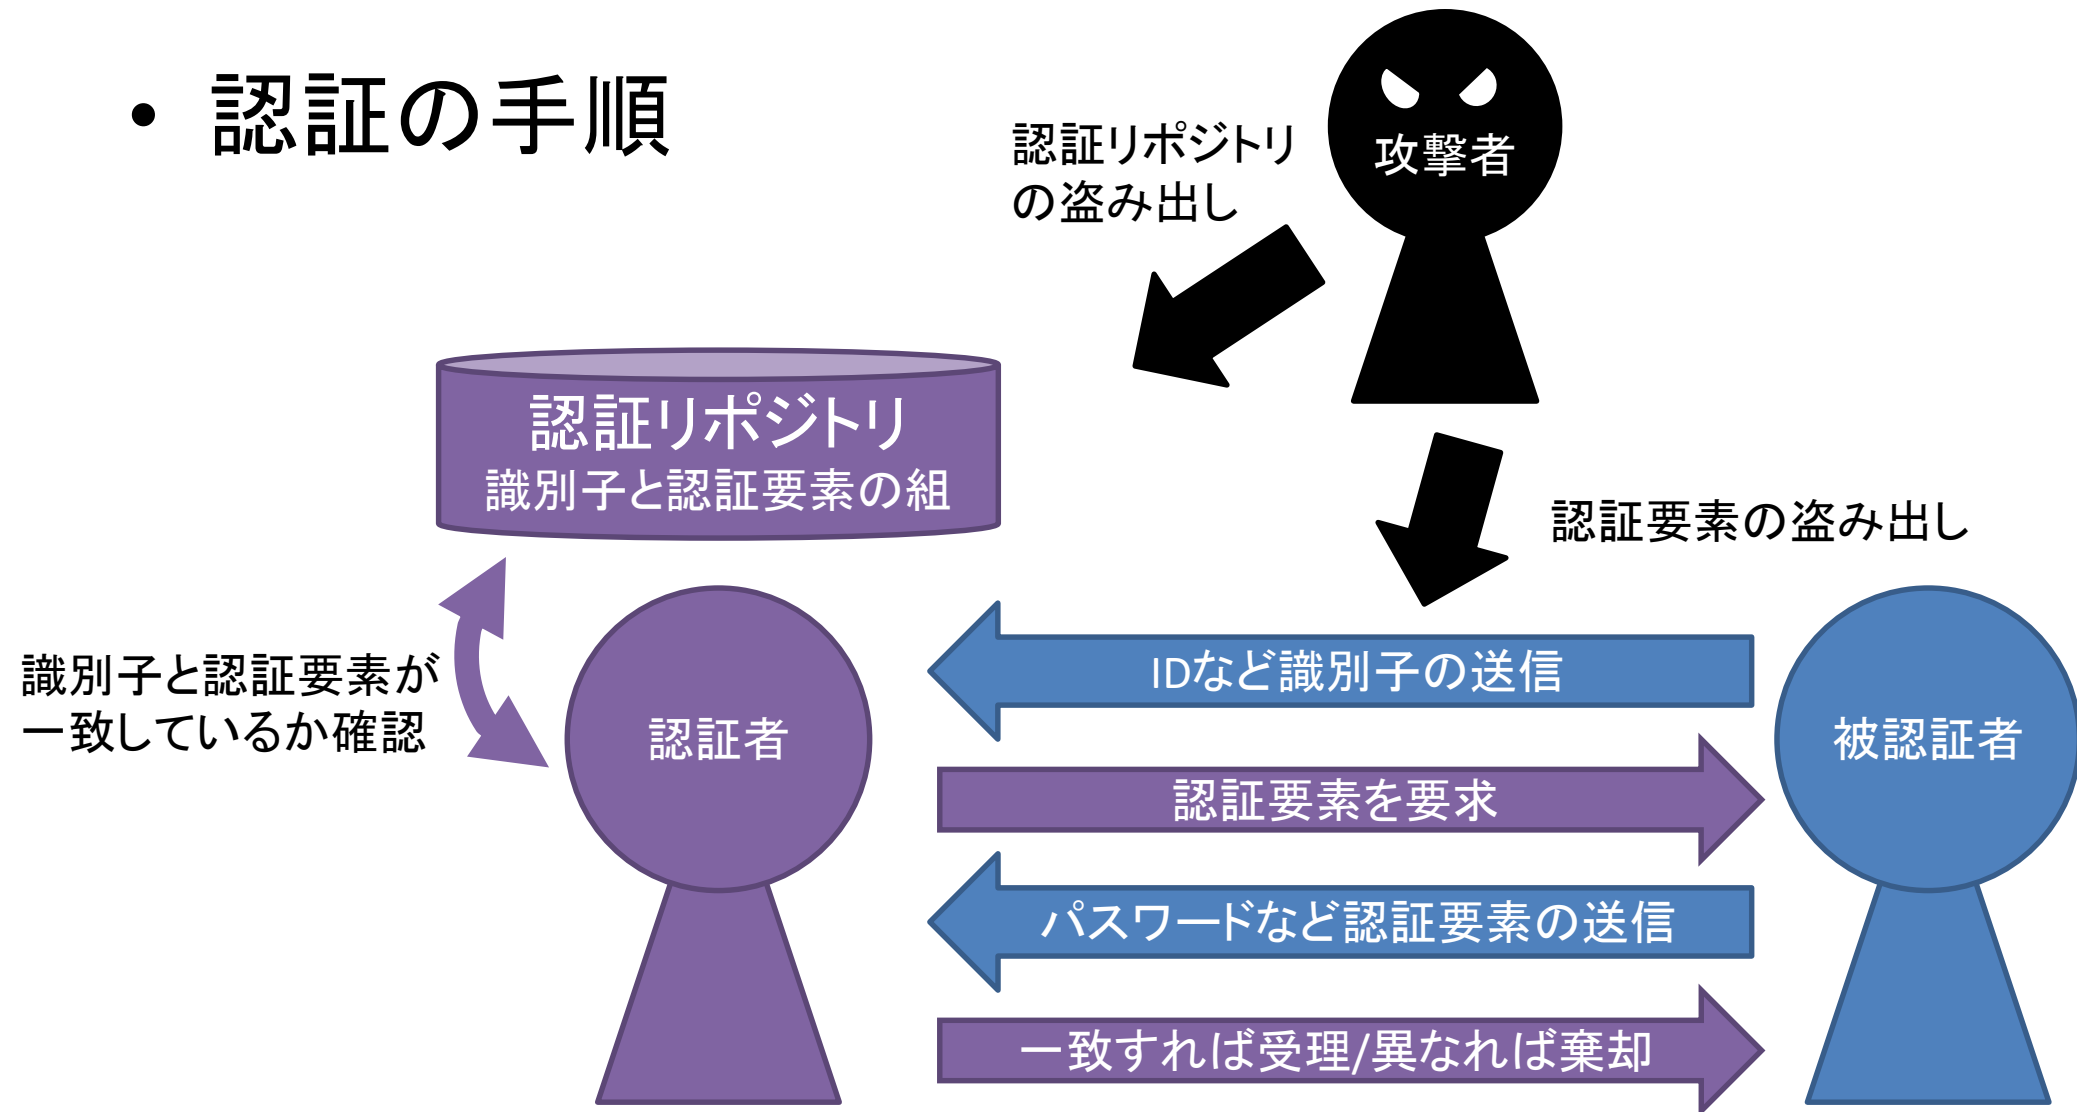 • 認証の手順
攻撃者
認証リポジトリ
の盗み出し
認証リポジトリ
識別子と認証要素の組
認証要素の盗み出し
識別子と認証要素が
一致しているか確認
認証者
被認証者
IDなど識別子の送信
認証要素を要求
パスワードなど認証要素の送信
一致すれば受理/異なれば棄却